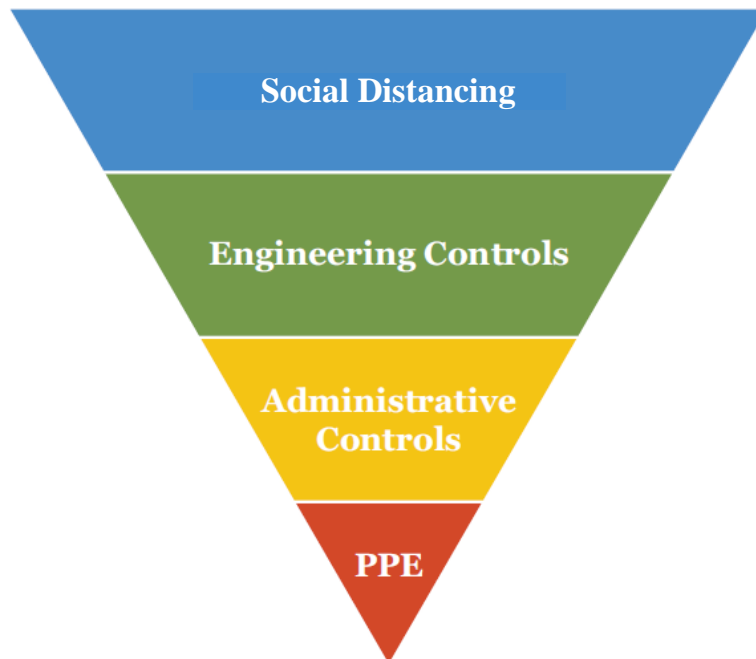 Social Distancing
Engineering Controls
Administrative
Controls
PPE